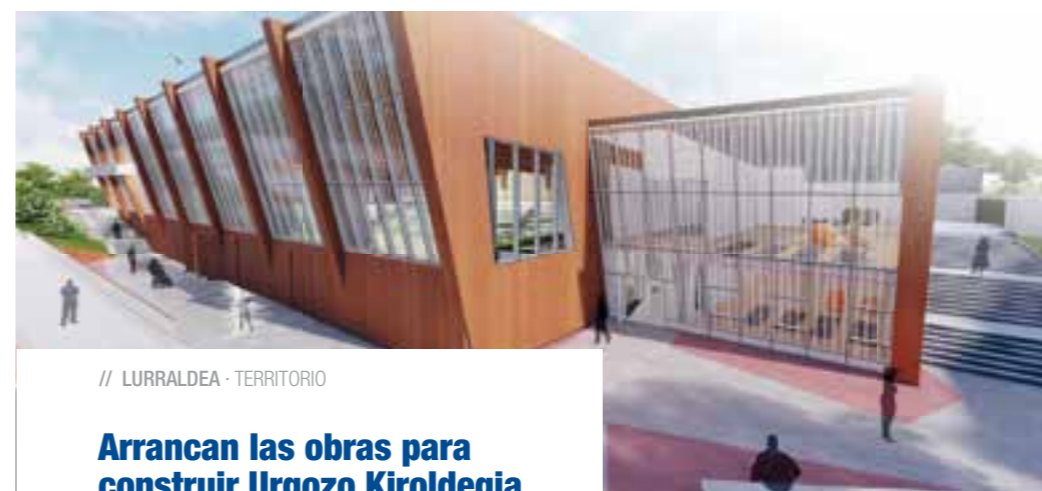 // LURRALDEA · TERRITORIO
Arrancan las obras para
construir Urgozo Kiroldegia